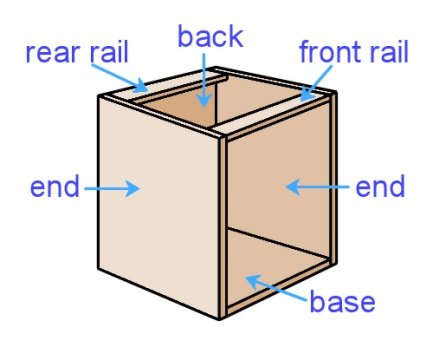 back
rear rail
front rail
end
end
base